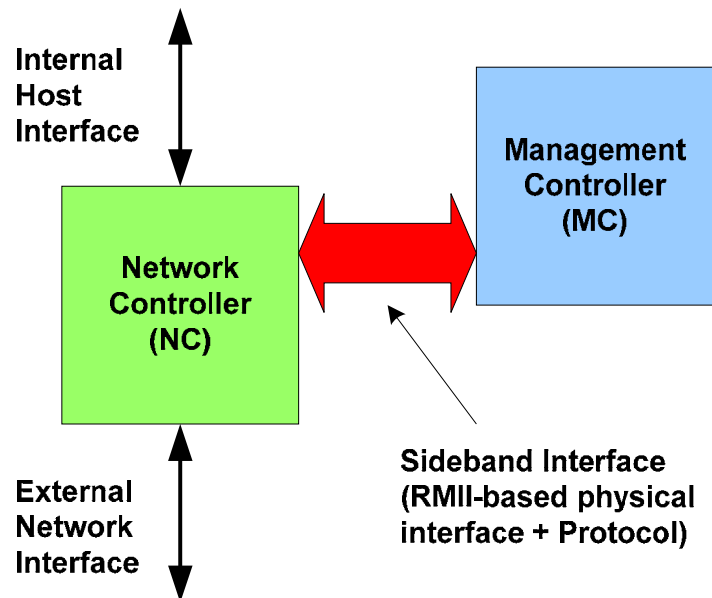 Internal
Host
Interface
Management
Controller
(MC)
Network
Controller
(NC)
External
Network
Interface
Sideband Interface
(RMII-based physical
interface + Protocol)